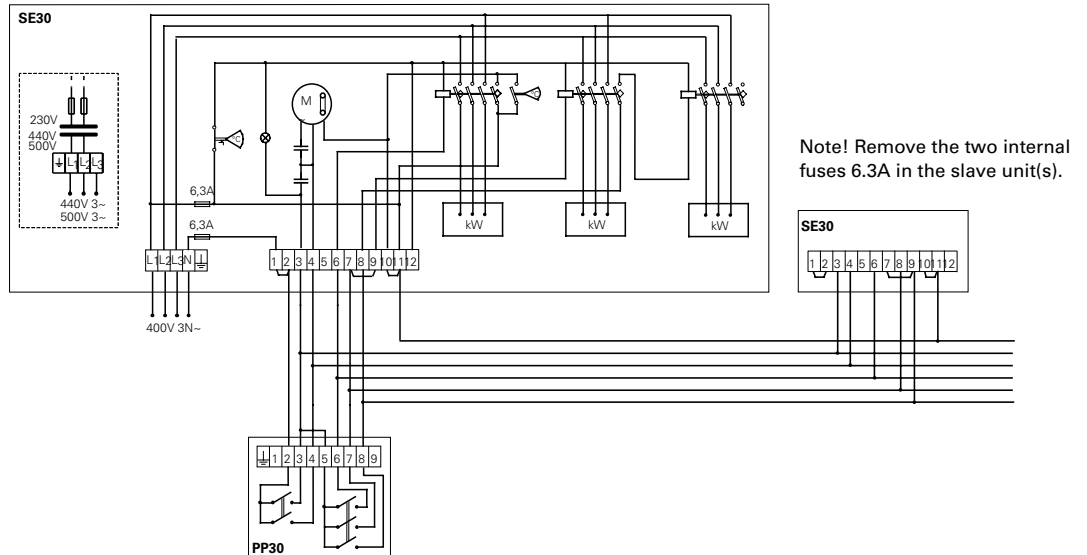 SE30
230V
440V
500V
L1 L2 L3
440V 3~
500V 3~
M
°C
°C
6,3A
6,3A
kW
kW
kW
L1 L2 L3 N
1 2 3 4 5 6 7 8 9 10 11 12
400V 3N~
Note! Remove the two internal
fuses 6.3A in the slave unit(s).
SE30
1 2 3 4 5 6 7 8 9 10 11 12
1 2 3 4 5 6 7 8 9
PP30